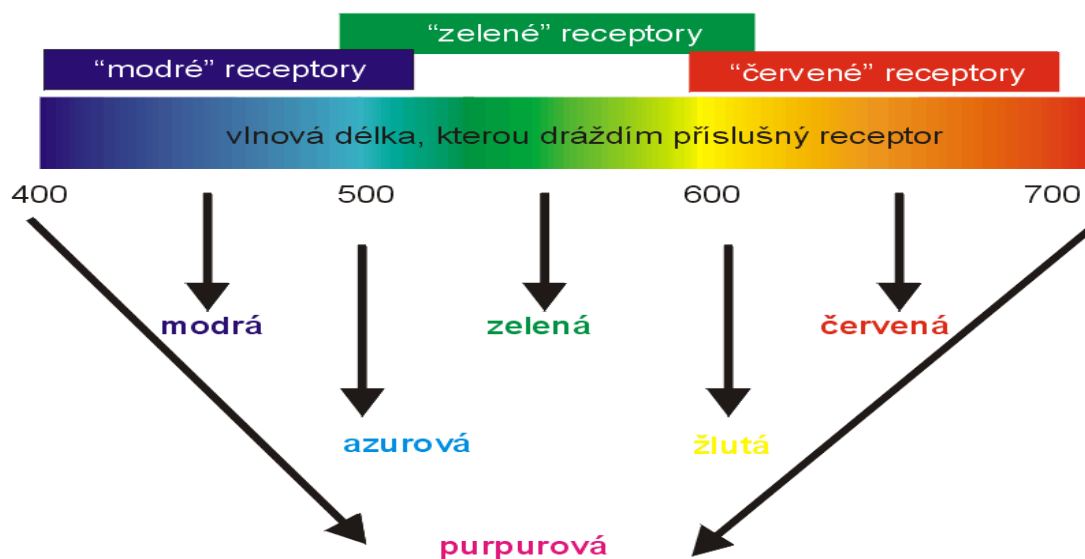 “zelené” receptory
“modré” receptory
“červené” receptory
vlnová délka, kterou dráždím příslušný receptor
400 500 600 700
modrá zelená červená
azurová žlutá
purpurová